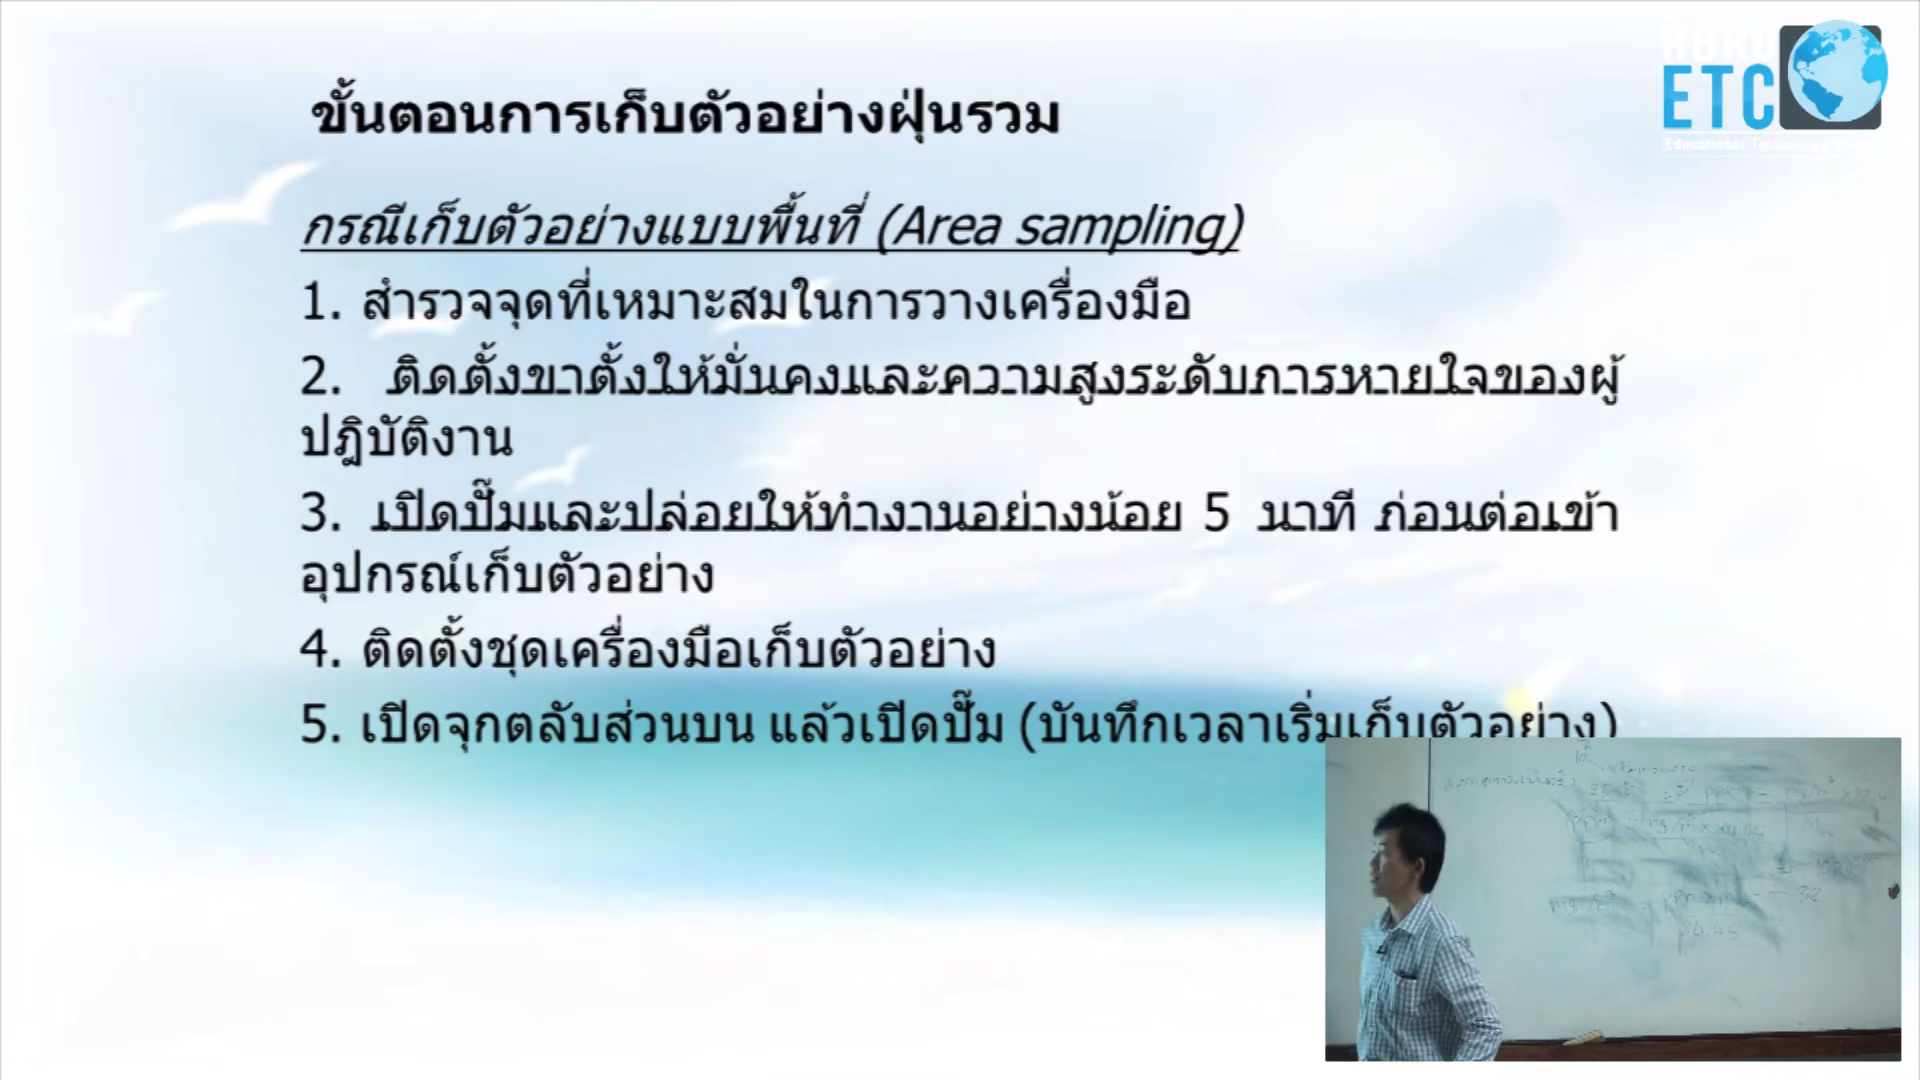 ETC
Educational Technology
ขั้นตอนการเก็บตัวอย่างฝุ่นรวม
กรณีเก็บตัวอย่างแบบพื้นที่ (Area sampling)
1. สำรวจจุดที่เหมาะสมในการวางเครื่องมือ
2. ติดตั้งขาตั้งให้มั่นคงและความสูงระดับการหายใจของผู้
ปฎิบัติงาน
3. เปิดปั๊มและปล่อยให้ทำงานอย่างน้อย 5 นาที ก่อนต่อเข้า
อุปกรณ์เก็บตัวอย่าง
4. ติดตั้งชุดเครื่องมือเก็บตัวอย่าง
5. เปิดจุกตลับส่วนบน แล้วเปิดปั๊ม (บันทึกเวลาเริ่มเก็บตัวอย่าง)
24.45